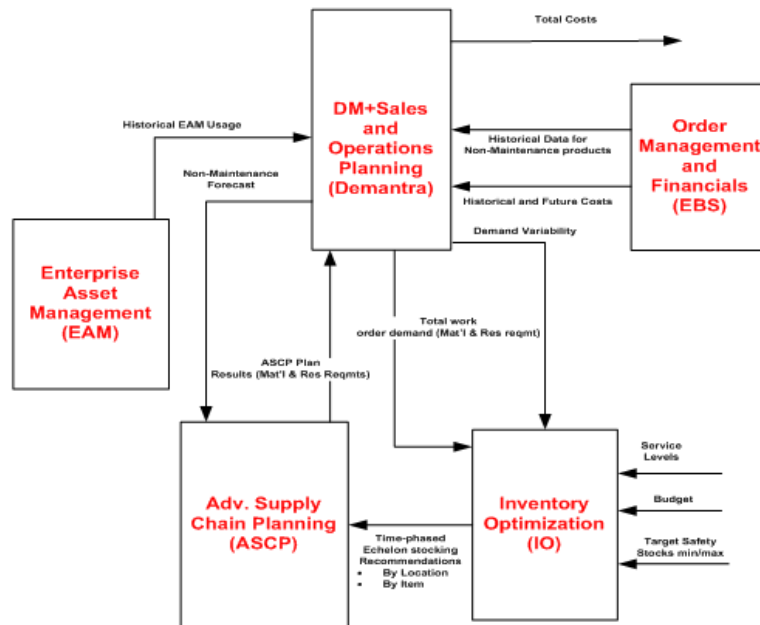 Total Costs
DM+Sales
and
Operations
Planning
(Demantra)
Historical EAM Usage
Historical Data for
Non-Maintenance products
Order
Management
and
Financials
(EBS)
Non-Maintenance
Forecast
Historical and Future Costs
Demand Variability
Enterprise
Asset
Management
(EAM)
Total work
order demand (Mat'l & Res reqmt)
ASCP Plan
Results (Mat'l & Res Reqmts)
Adv. Supply
Chain Planning
(ASCP)
Inventory
Optimization
(IO)
Service
Levels
Budget
Target Safety
Stocks min/max
Time-phased
Echelon stocking
Recommendations
• By Location
• By Item